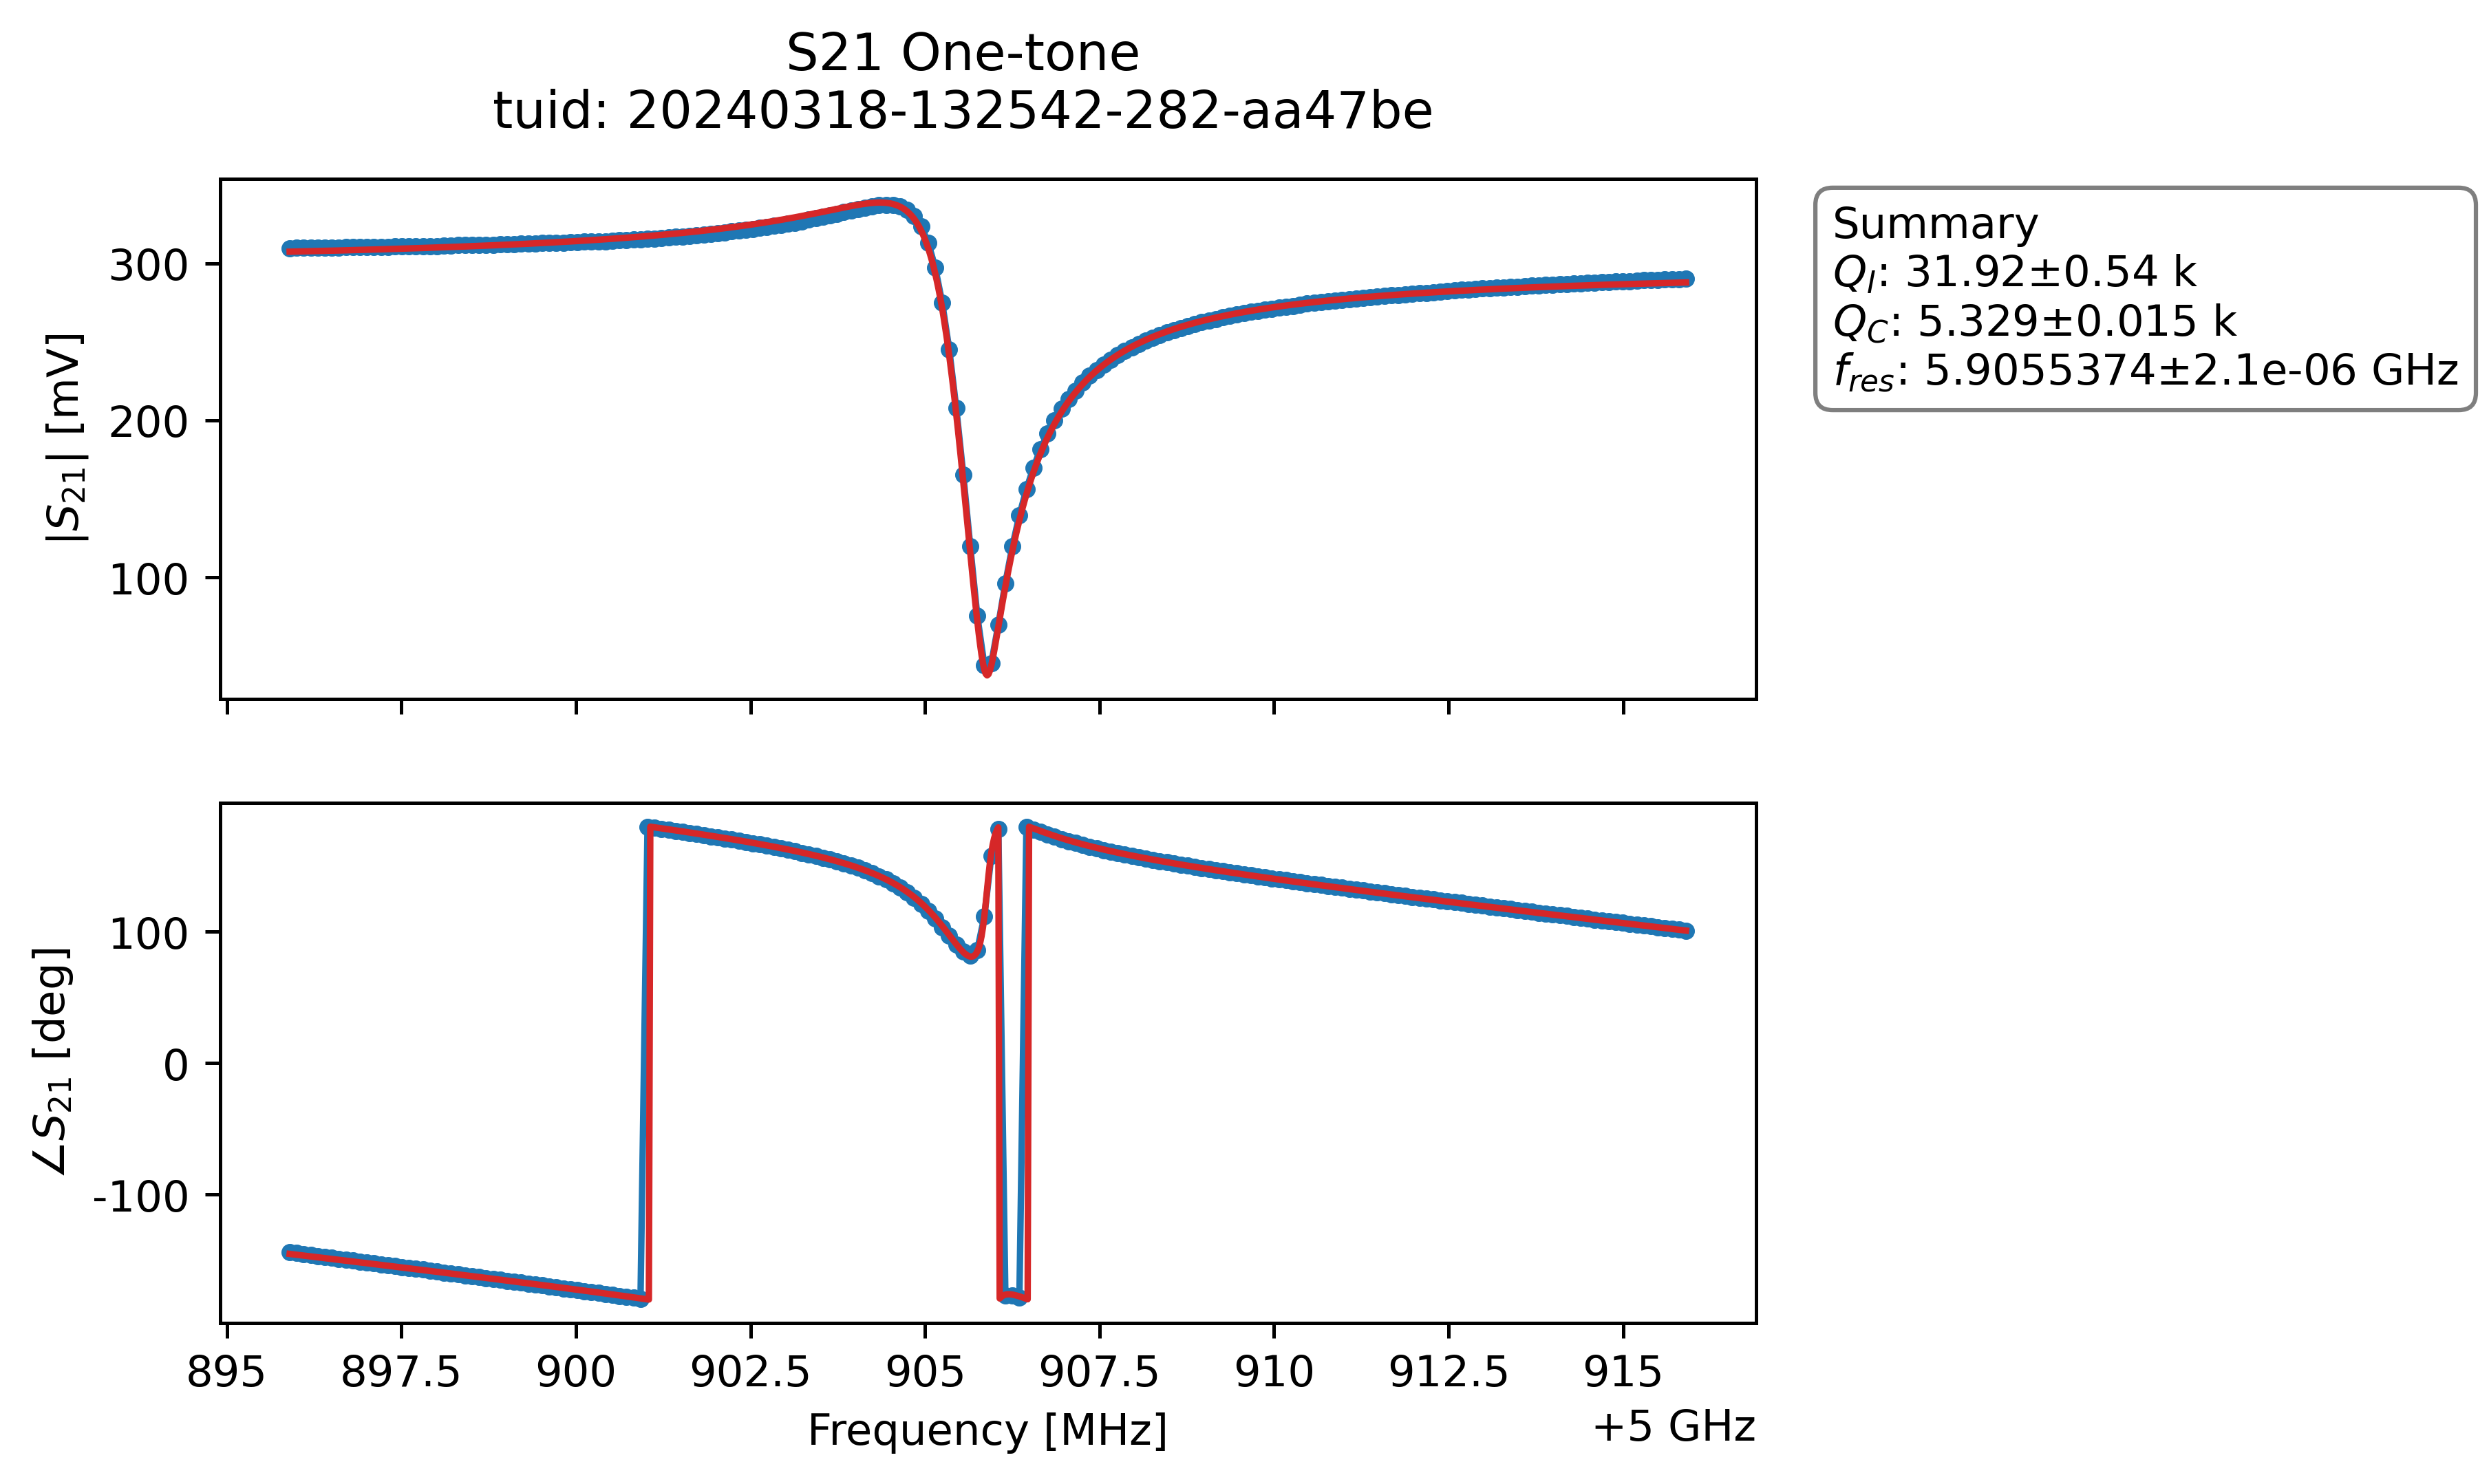 S21 One-tone
tuid: 20240318-132542-282-aa47be
|S21| [mV]
300
200
100
Summary
QI: 31.92±0.54 k
QC: 5.329±0.015 k
fres: 5.9055374±2.1e-06 GHz
∠S21 [deg]
100
0
-100
895 897.5 900 902.5 905 907.5 910 912.5 915
Frequency [MHz]
+5 GHz